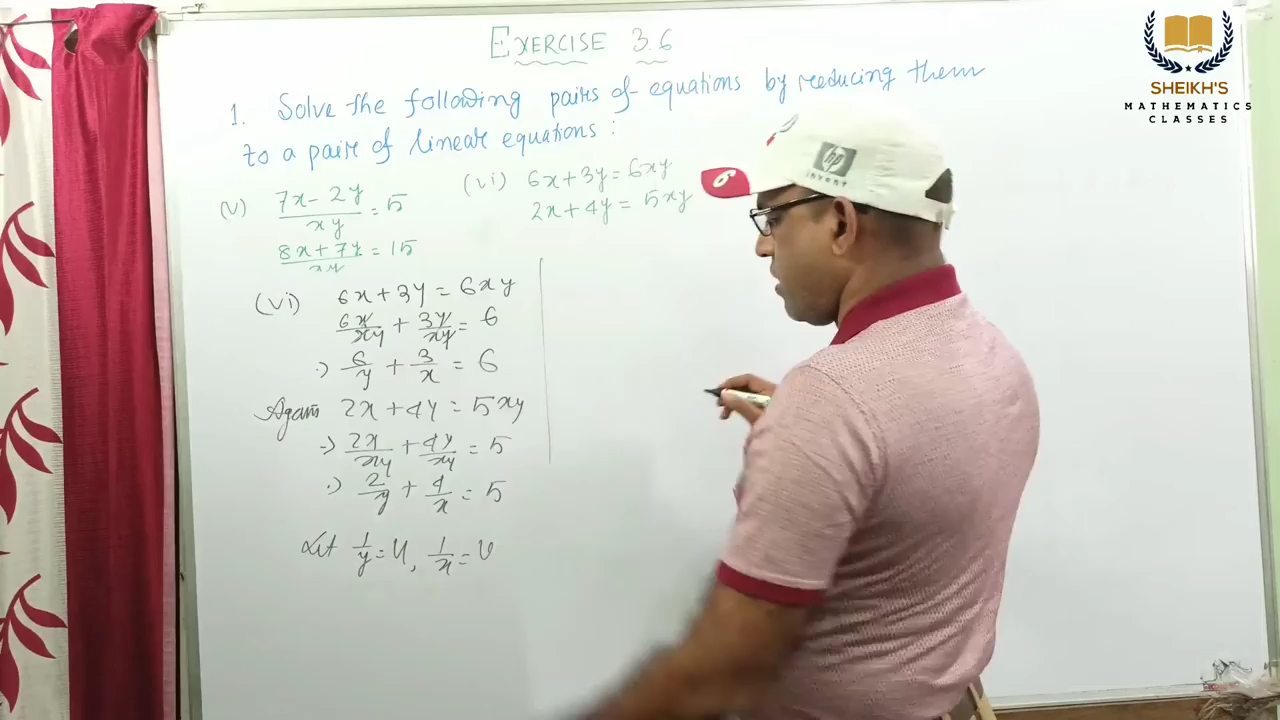 EXERCISE 3.6
1. Solve the following pairs of equations by reducing them
to a pair of linear equations :
(V) 7x - 2y / xy = 5
8x + 7y / xy = 15
(vi) 6x + 3y = 6xy
2x + 4y = 5xy
(vi) 6x + 3y = 6xy
6x/xy + 3y/xy = 6
⇒ 6/y + 3/x = 6
Again 2x + 4y = 5xy
⇒ 2x/xy + 4y/xy = 5
⇒ 2/y + 4/x = 5
Let 1/y = u, 1/x = v
hp
invent
6
SHEIKH'S
MATHEMATICS
CLASSES